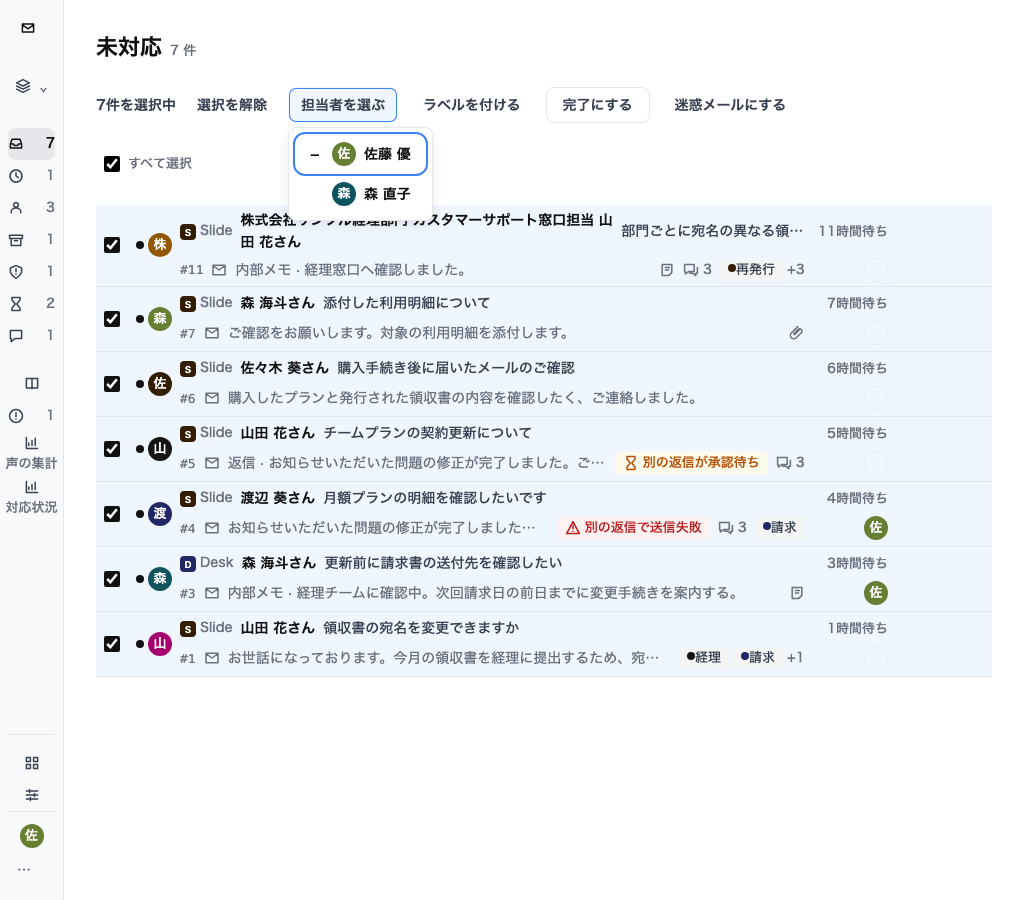 未対応 7 件
7件を選択中 選択を解除 担当者を選ぶ ラベルを付ける 完了にする 迷惑メールにする
佐 佐藤 優
森 森 直子
すべて選択
7
1
3
1
1
2
1
1
声の集計
対応状況
佐
…
株 S Slide 株式会社サンプル経理部門カスタマーサポート窓口担当 山
田 花さん 部門ごとに宛名の異なる領… 11時間待ち
#11 内部メモ · 経理窓口へ確認しました。 3 再発行 +3
森 S Slide 森 海斗さん 添付した利用明細について 7時間待ち
#7 ご確認をお願いします。対象の利用明細を添付します。
佐 S Slide 佐々木 葵さん 購入手続き後に届いたメールのご確認 6時間待ち
#6 購入したプランと発行された領収書の内容を確認したく、ご連絡しました。
山 S Slide 山田 花さん チームプランの契約更新について 5時間待ち
#5 返信 · お知らせいただいた問題の修正が完了しました。ご… 別の返信が承認待ち 3
渡 S Slide 渡辺 葵さん 月額プランの明細を確認したいです 4時間待ち
#4 お知らせいただいた問題の修正が完了しました… 別の返信で送信失敗 3 請求 佐
森 D Desk 森 海斗さん 更新前に請求書の送付先を確認したい 3時間待ち
#3 内部メモ · 経理チームに確認中。次回請求日の前日までに変更手続きを案内する。 佐
山 S Slide 山田 花さん 領収書の宛名を変更できますか 1時間待ち
#1 お世話になっております。今月の領収書を経理に提出するため、宛… 経理 請求 +1